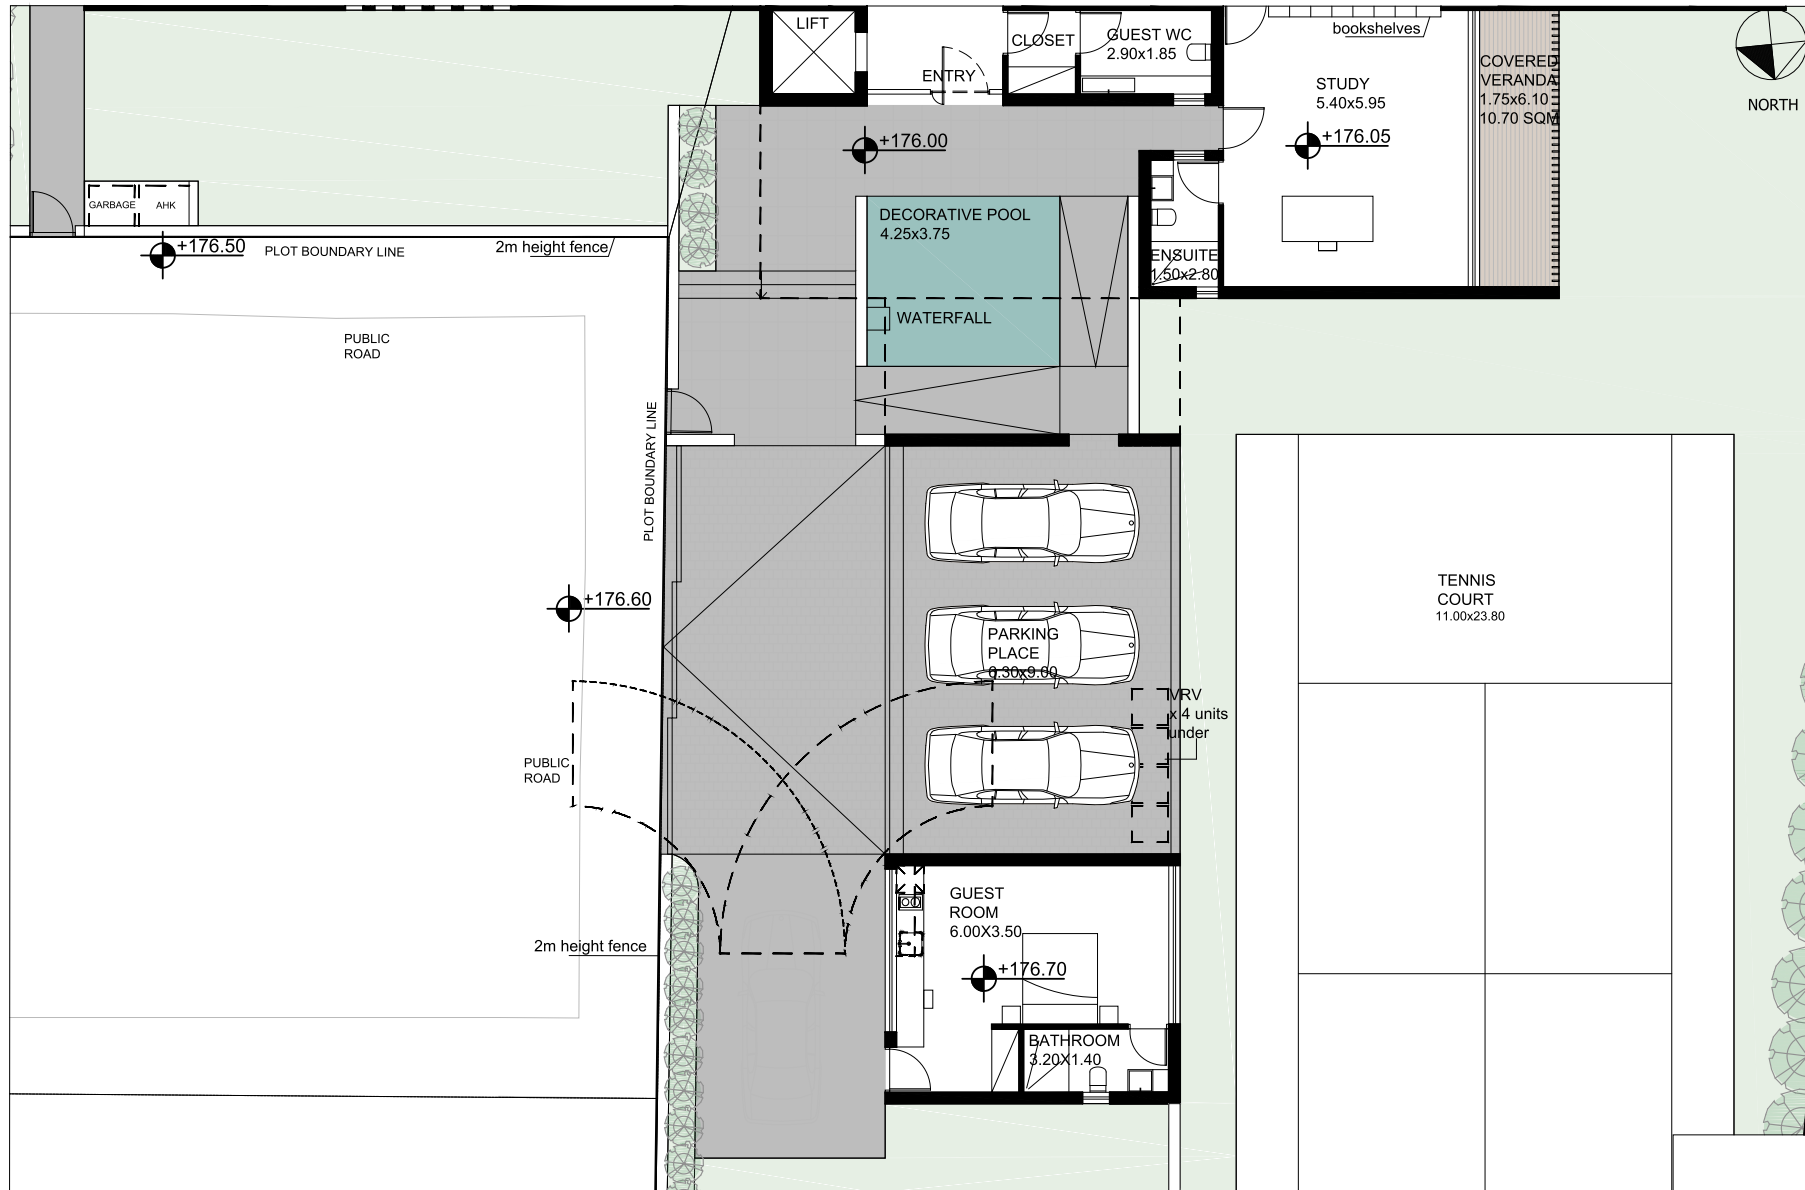 LIFT
CLOSET
GUEST WC
2.90x1.85
bookshelves
ENTRY
STUDY
5.40x5.95
COVERED
VERANDA
1.75x6.10
10.70 SQM
NORTH
+176.00
+176.05
GARBAGE
AHK
+176.50
PLOT BOUNDARY LINE
2m height fence
DECORATIVE POOL
4.25x3.75
ENSUITE
1.50x2.80
WATERFALL
PUBLIC
ROAD
PLOT BOUNDARY LINE
+176.60
TENNIS
COURT
11.00x23.80
PARKING
PLACE
6.30x9.00
VRV
x 4 units
under
PUBLIC
ROAD
GUEST
ROOM
6.00X3.50
2m height fence
+176.70
BATHROOM
3.20X1.40